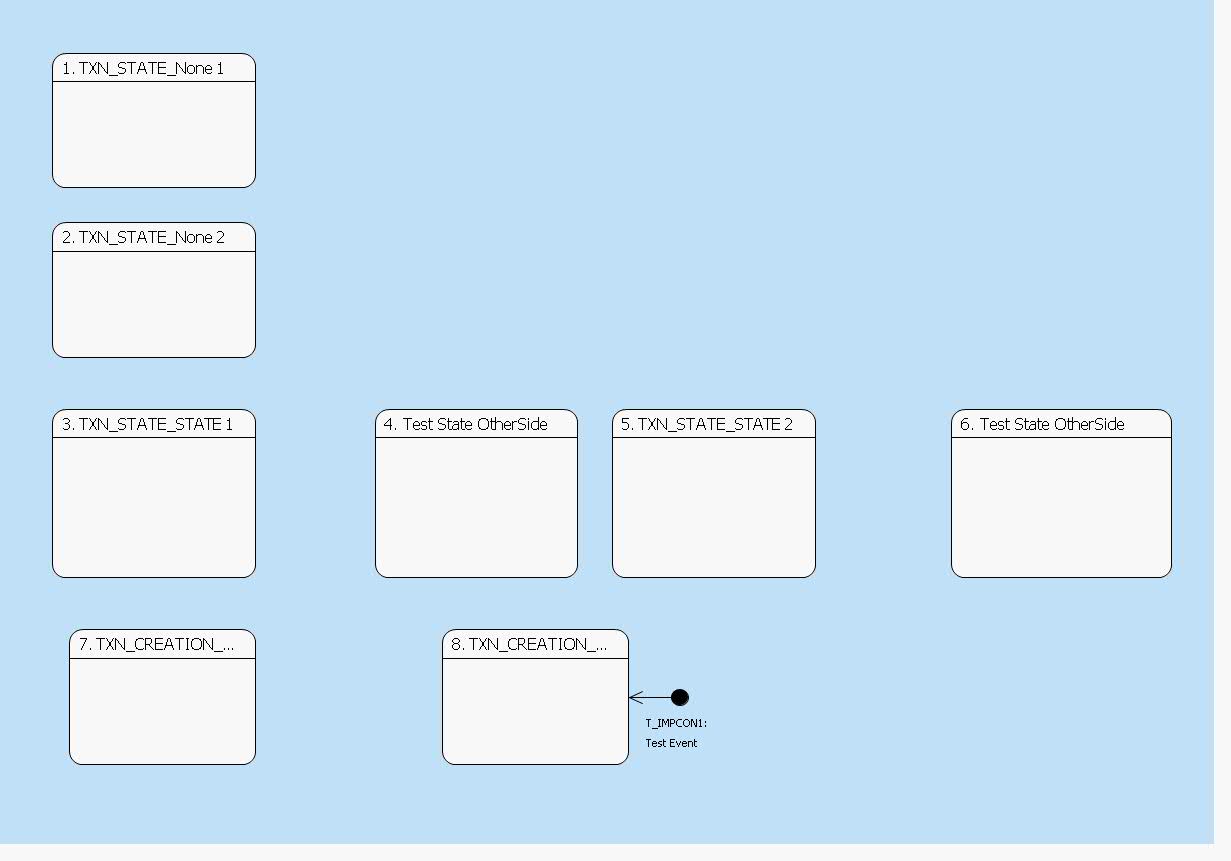 1. TXN_STATE_None 1
2. TXN_STATE_None 2
3. TXN_STATE_STATE 1
4. Test State OtherSide
5. TXN_STATE_STATE 2
6. Test State OtherSide
7. TXN_CREATION_...
8. TXN_CREATION_...
T_IMPCON1:
Test Event